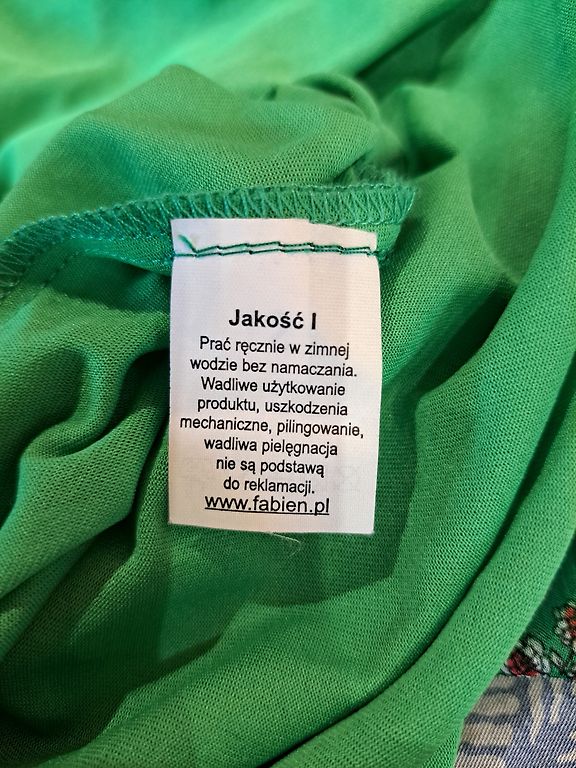 Jakość I
Prać ręcznie w zimnej
wodzie bez namaczania.
Wadliwe użytkowanie
produktu, uszkodzenia
mechaniczne, pilingowanie,
wadliwa pielęgnacja
nie są podstawą
do reklamacji.
www.fabien.pl